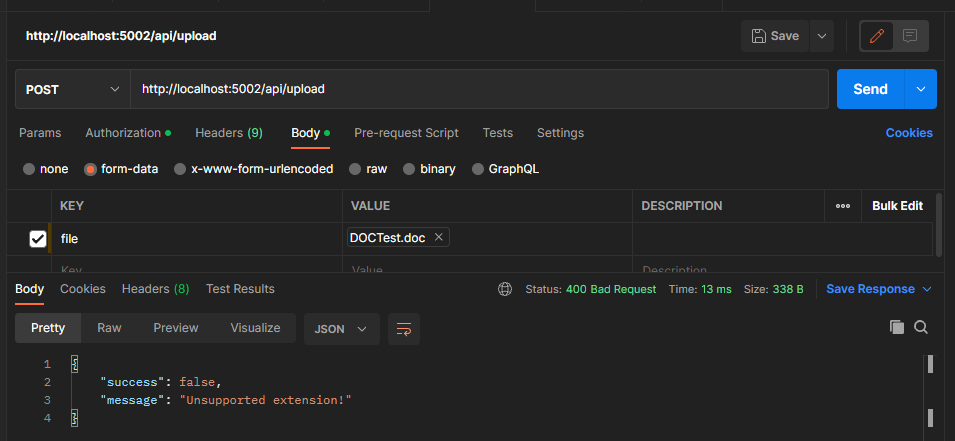 http://localhost:5002/api/upload
Save
POST
http://localhost:5002/api/upload
Send
Params Authorization Headers (9) Body Pre-request Script Tests Settings Cookies
none form-data x-www-form-urlencoded raw binary GraphQL
KEY VALUE DESCRIPTION ooo Bulk Edit
file DOCTest.doc ×
Key Value Description
Body Cookies Headers (8) Test Results Status: 400 Bad Request Time: 13 ms Size: 338 B Save Response
Pretty Raw Preview Visualize JSON
1 {
2 "success": false,
3 "message": "Unsupported extension!"
4 }